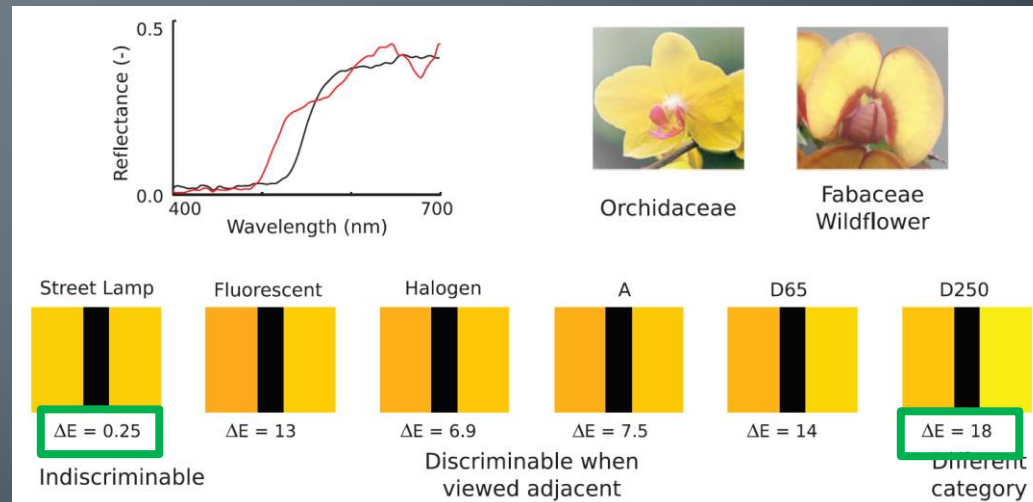 0.5
Reflectance (-)
0.0
400
700
Wavelength (nm)
Orchidaceae
Fabaceae
Wildflower
Street Lamp
Fluorescent
Halogen
A
D65
D250
ΔE = 0.25
ΔE = 13
ΔE = 6.9
ΔE = 7.5
ΔE = 14
ΔE = 18
Indiscriminable
Discriminable when
viewed adjacent
Different
category